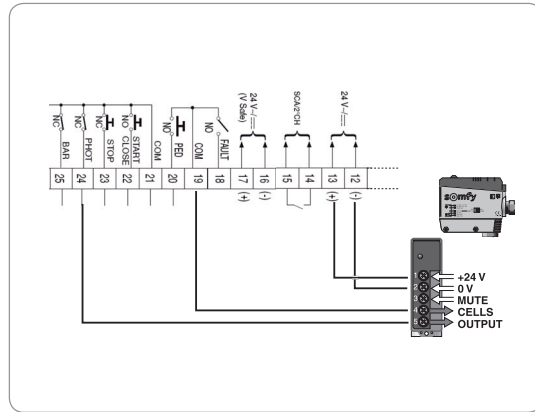 24 V~/⎓
(V Safe)
SCA/2°CH
24 V~/⎓
NC
NC
NC
NO
NO
NO
BAR
PHOT
STOP
START
CLOSE
COM
PED
COM
FAULT
25
24
23
22
21
20
19
18
17
16
15
14
13
12
(+)
(-)
(+)
(-)
somfy
1
2
3
4
5
+24 V
0 V
MUTE
CELLS
OUTPUT